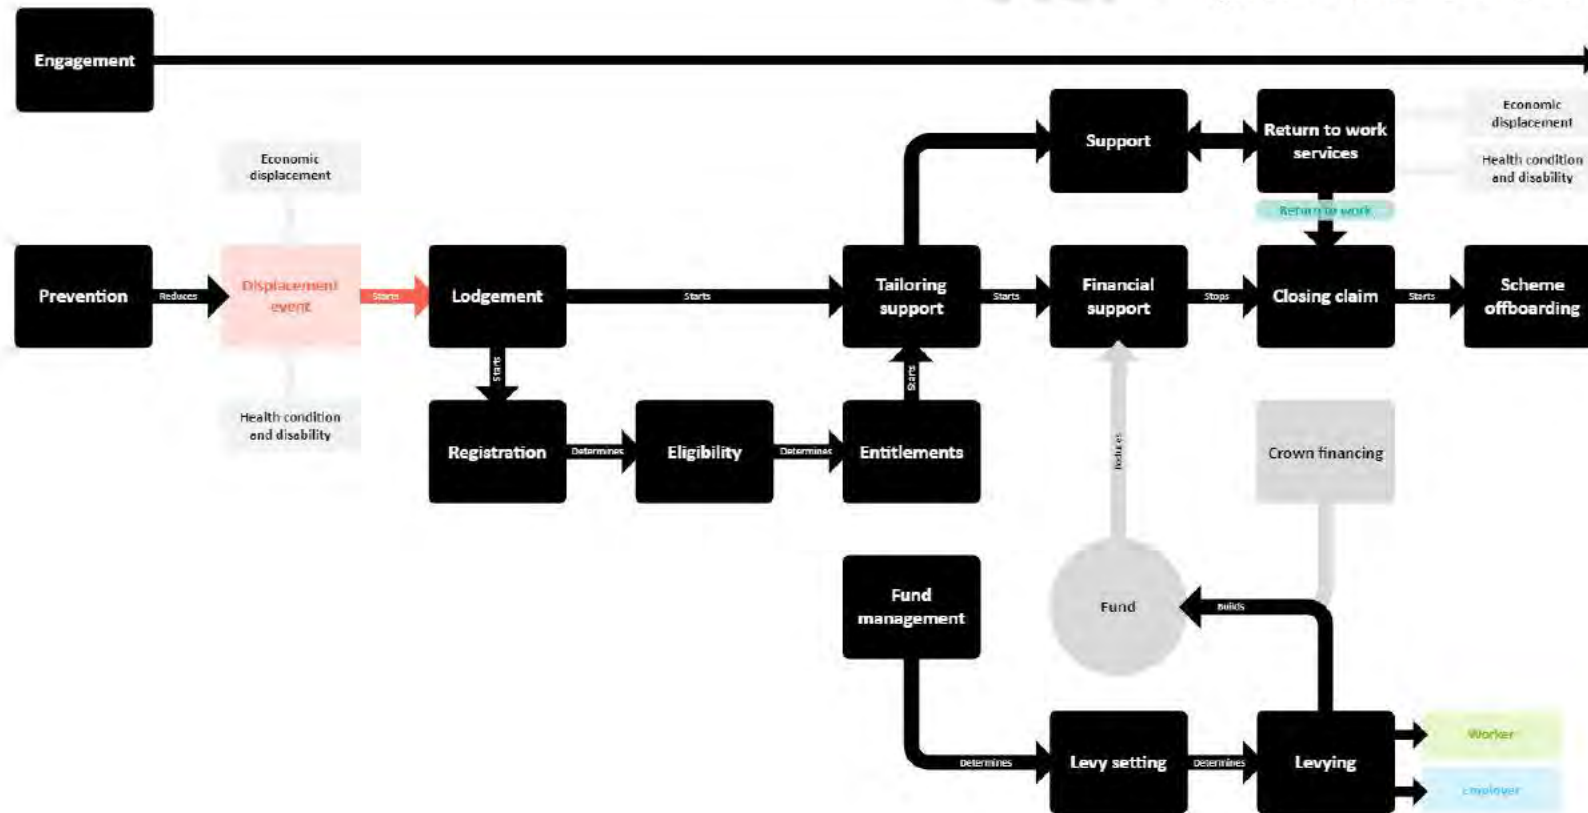 Engagement
Economic
displacement
Support
Return to work
services
Economic
displacement
Health condition
and disability
Return to work
Prevention
Reduces
Displacement
event
Starts
Lodgement
Starts
Tailoring
support
Starts
Financial
support
Stops
Closing claim
Starts
Scheme
offboarding
Starts
Starts
Health condition
and disability
Registration
Determines
Eligibility
Determines
Entitlements
Reduces
Crown financing
Fund
management
Fund
Builds
Determines
Levy setting
Determines
Levying
Worker
Employer